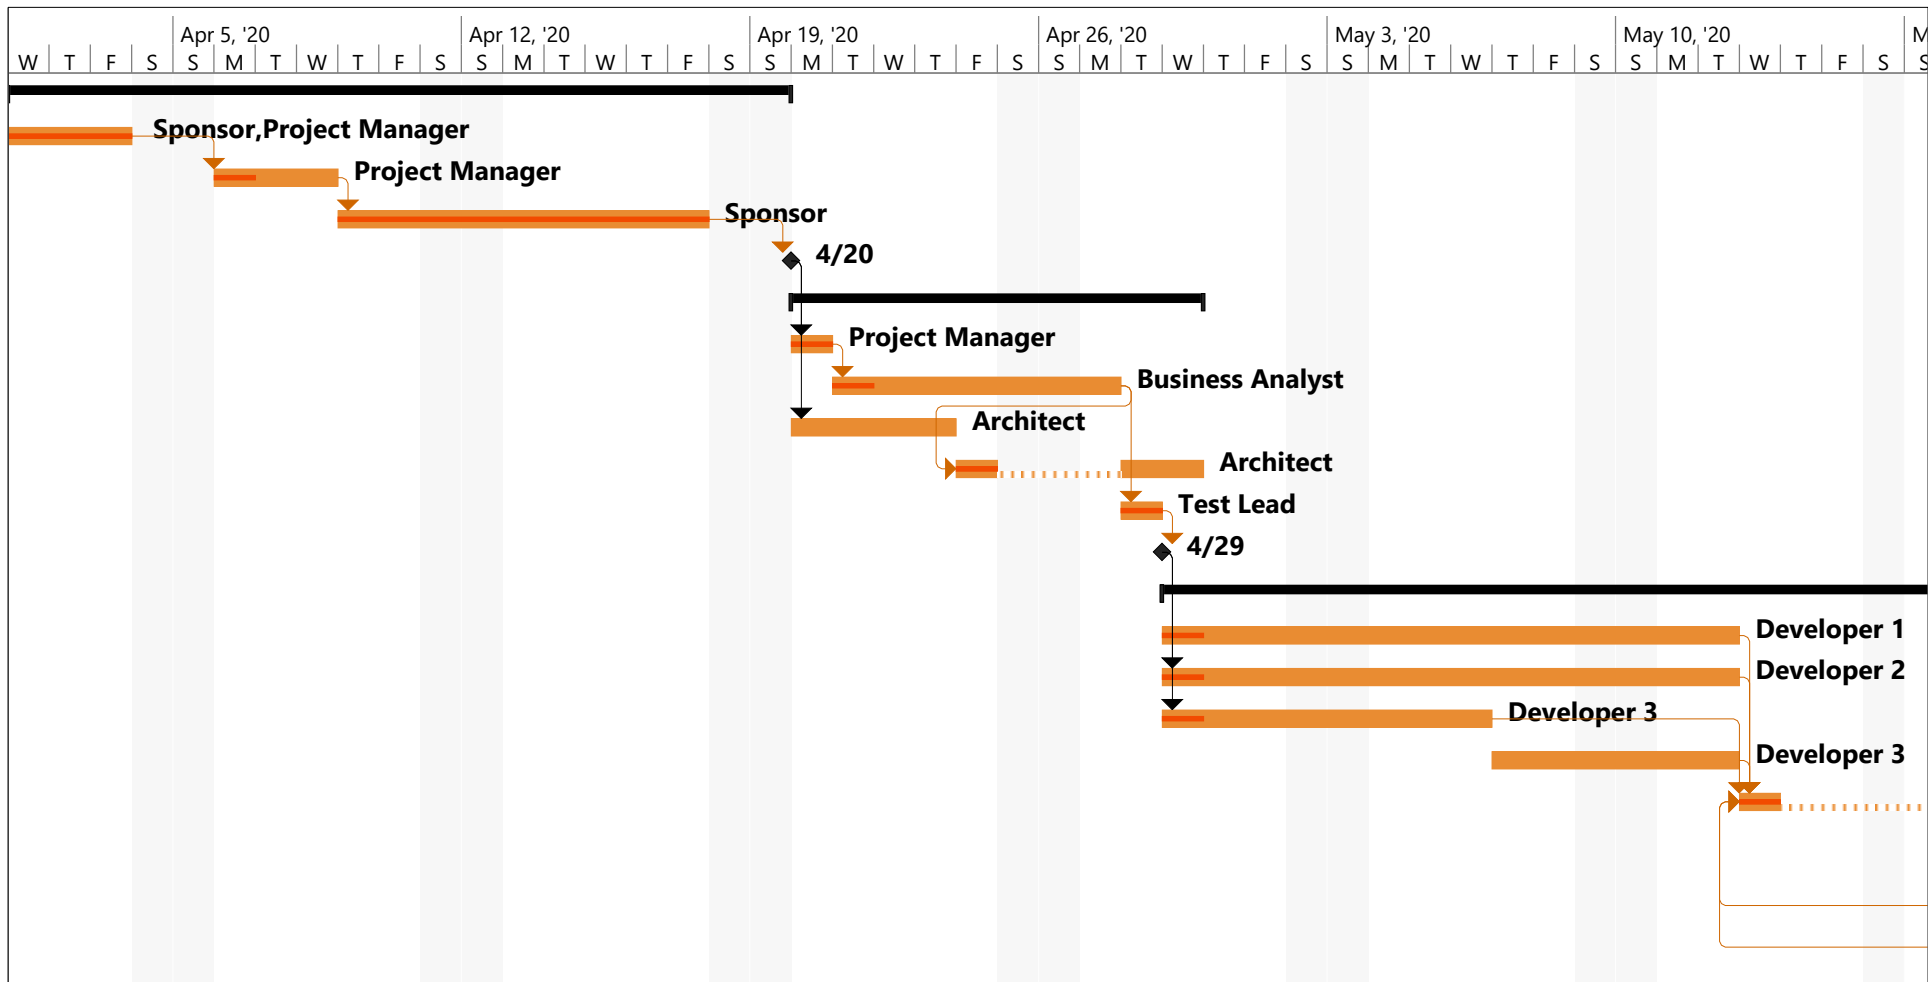 Apr 5, '20 Apr 12, '20 Apr 19, '20 Apr 26, '20 May 3, '20 May 10, '20 M
W T F S S M T W T F S S M T W T F S S M T W T F S S M T W T F S S M T W T F S S M T W T F S S
Sponsor,Project Manager
Project Manager
Sponsor
4/20
Project Manager
Business Analyst
Architect
Architect
Test Lead
4/29
Developer 1
Developer 2
Developer 3
Developer 3